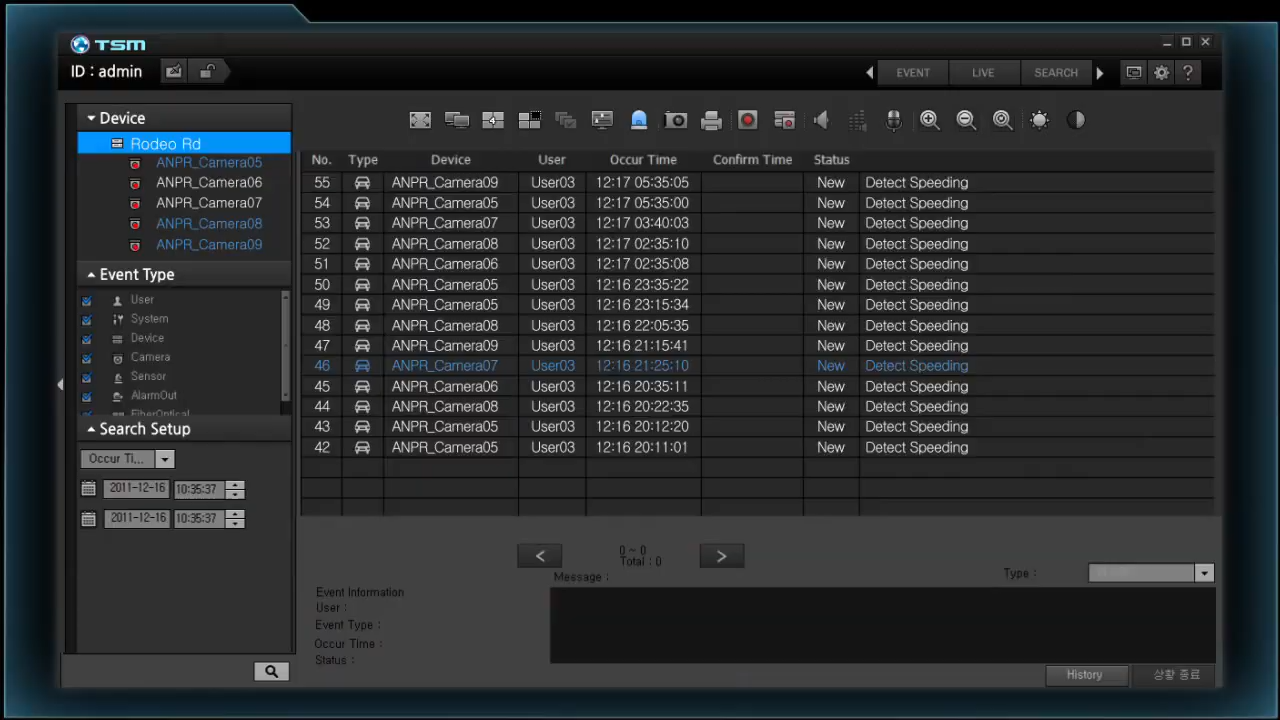 TSM
ID : admin
EVENT LIVE SEARCH
Device
Rodeo Rd
ANPR_Camera05
ANPR_Camera06
ANPR_Camera07
ANPR_Camera08
ANPR_Camera09
Event Type
User
System
Device
Camera
Sensor
AlarmOut
FiberOptical
Search Setup
Occur Ti...
2011-12-16 10:35:37
2011-12-16 10:35:37
No. Type Device User Occur Time Confirm Time Status
55 ANPR_Camera09 User03 12:17 05:35:05 New Detect Speeding
54 ANPR_Camera05 User03 12:17 05:35:00 New Detect Speeding
53 ANPR_Camera07 User03 12:17 03:40:03 New Detect Speeding
52 ANPR_Camera08 User03 12:17 02:35:10 New Detect Speeding
51 ANPR_Camera06 User03 12:17 02:35:08 New Detect Speeding
50 ANPR_Camera05 User03 12:16 23:35:22 New Detect Speeding
49 ANPR_Camera05 User03 12:16 23:15:34 New Detect Speeding
48 ANPR_Camera08 User03 12:16 22:05:35 New Detect Speeding
47 ANPR_Camera09 User03 12:16 21:15:41 New Detect Speeding
46 ANPR_Camera07 User03 12:16 21:25:10 New Detect Speeding
45 ANPR_Camera06 User03 12:16 20:35:11 New Detect Speeding
44 ANPR_Camera08 User03 12:16 20:22:35 New Detect Speeding
43 ANPR_Camera05 User03 12:16 20:12:20 New Detect Speeding
42 ANPR_Camera05 User03 12:16 20:11:01 New Detect Speeding
< 0 ~ 0 >
Total : 0
Message :
Type :
Event Information
User :
Event Type :
Occur Time :
Status :
History 상황 종료